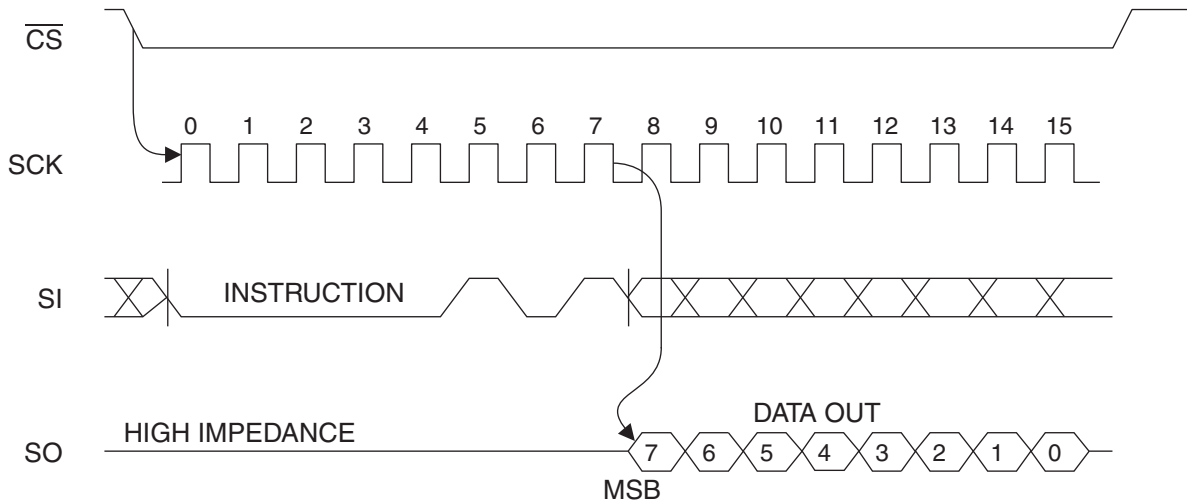 C̅S̅
0 1 2 3 4 5 6 7 8 9 10 11 12 13 14 15
SCK
SI
INSTRUCTION
DATA OUT
HIGH IMPEDANCE
SO
7 6 5 4 3 2 1 0
MSB